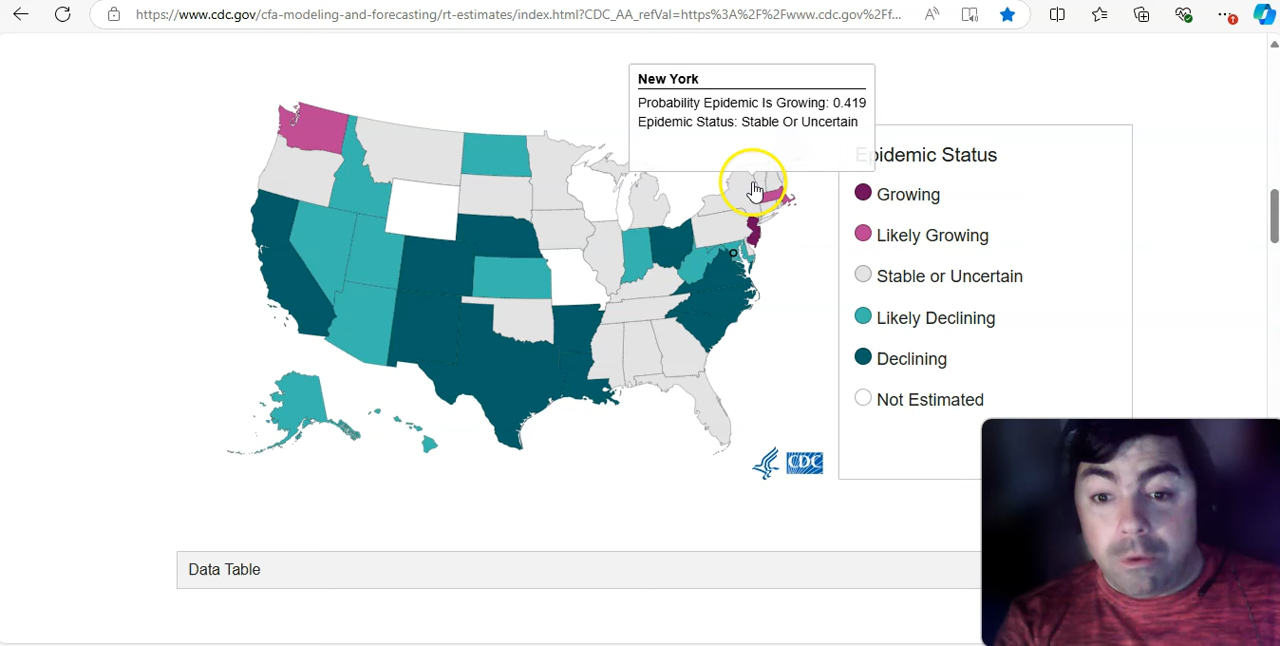 https://www.cdc.gov/cfa-modeling-and-forecasting/rt-estimates/index.html?CDC_AA_refVal=https%3A%2F%2Fwww.cdc.gov%2Ff...
New York
Probability Epidemic Is Growing: 0.419
Epidemic Status: Stable Or Uncertain
Epidemic Status
Growing
Likely Growing
Stable or Uncertain
Likely Declining
Declining
Not Estimated
CDC
Data Table